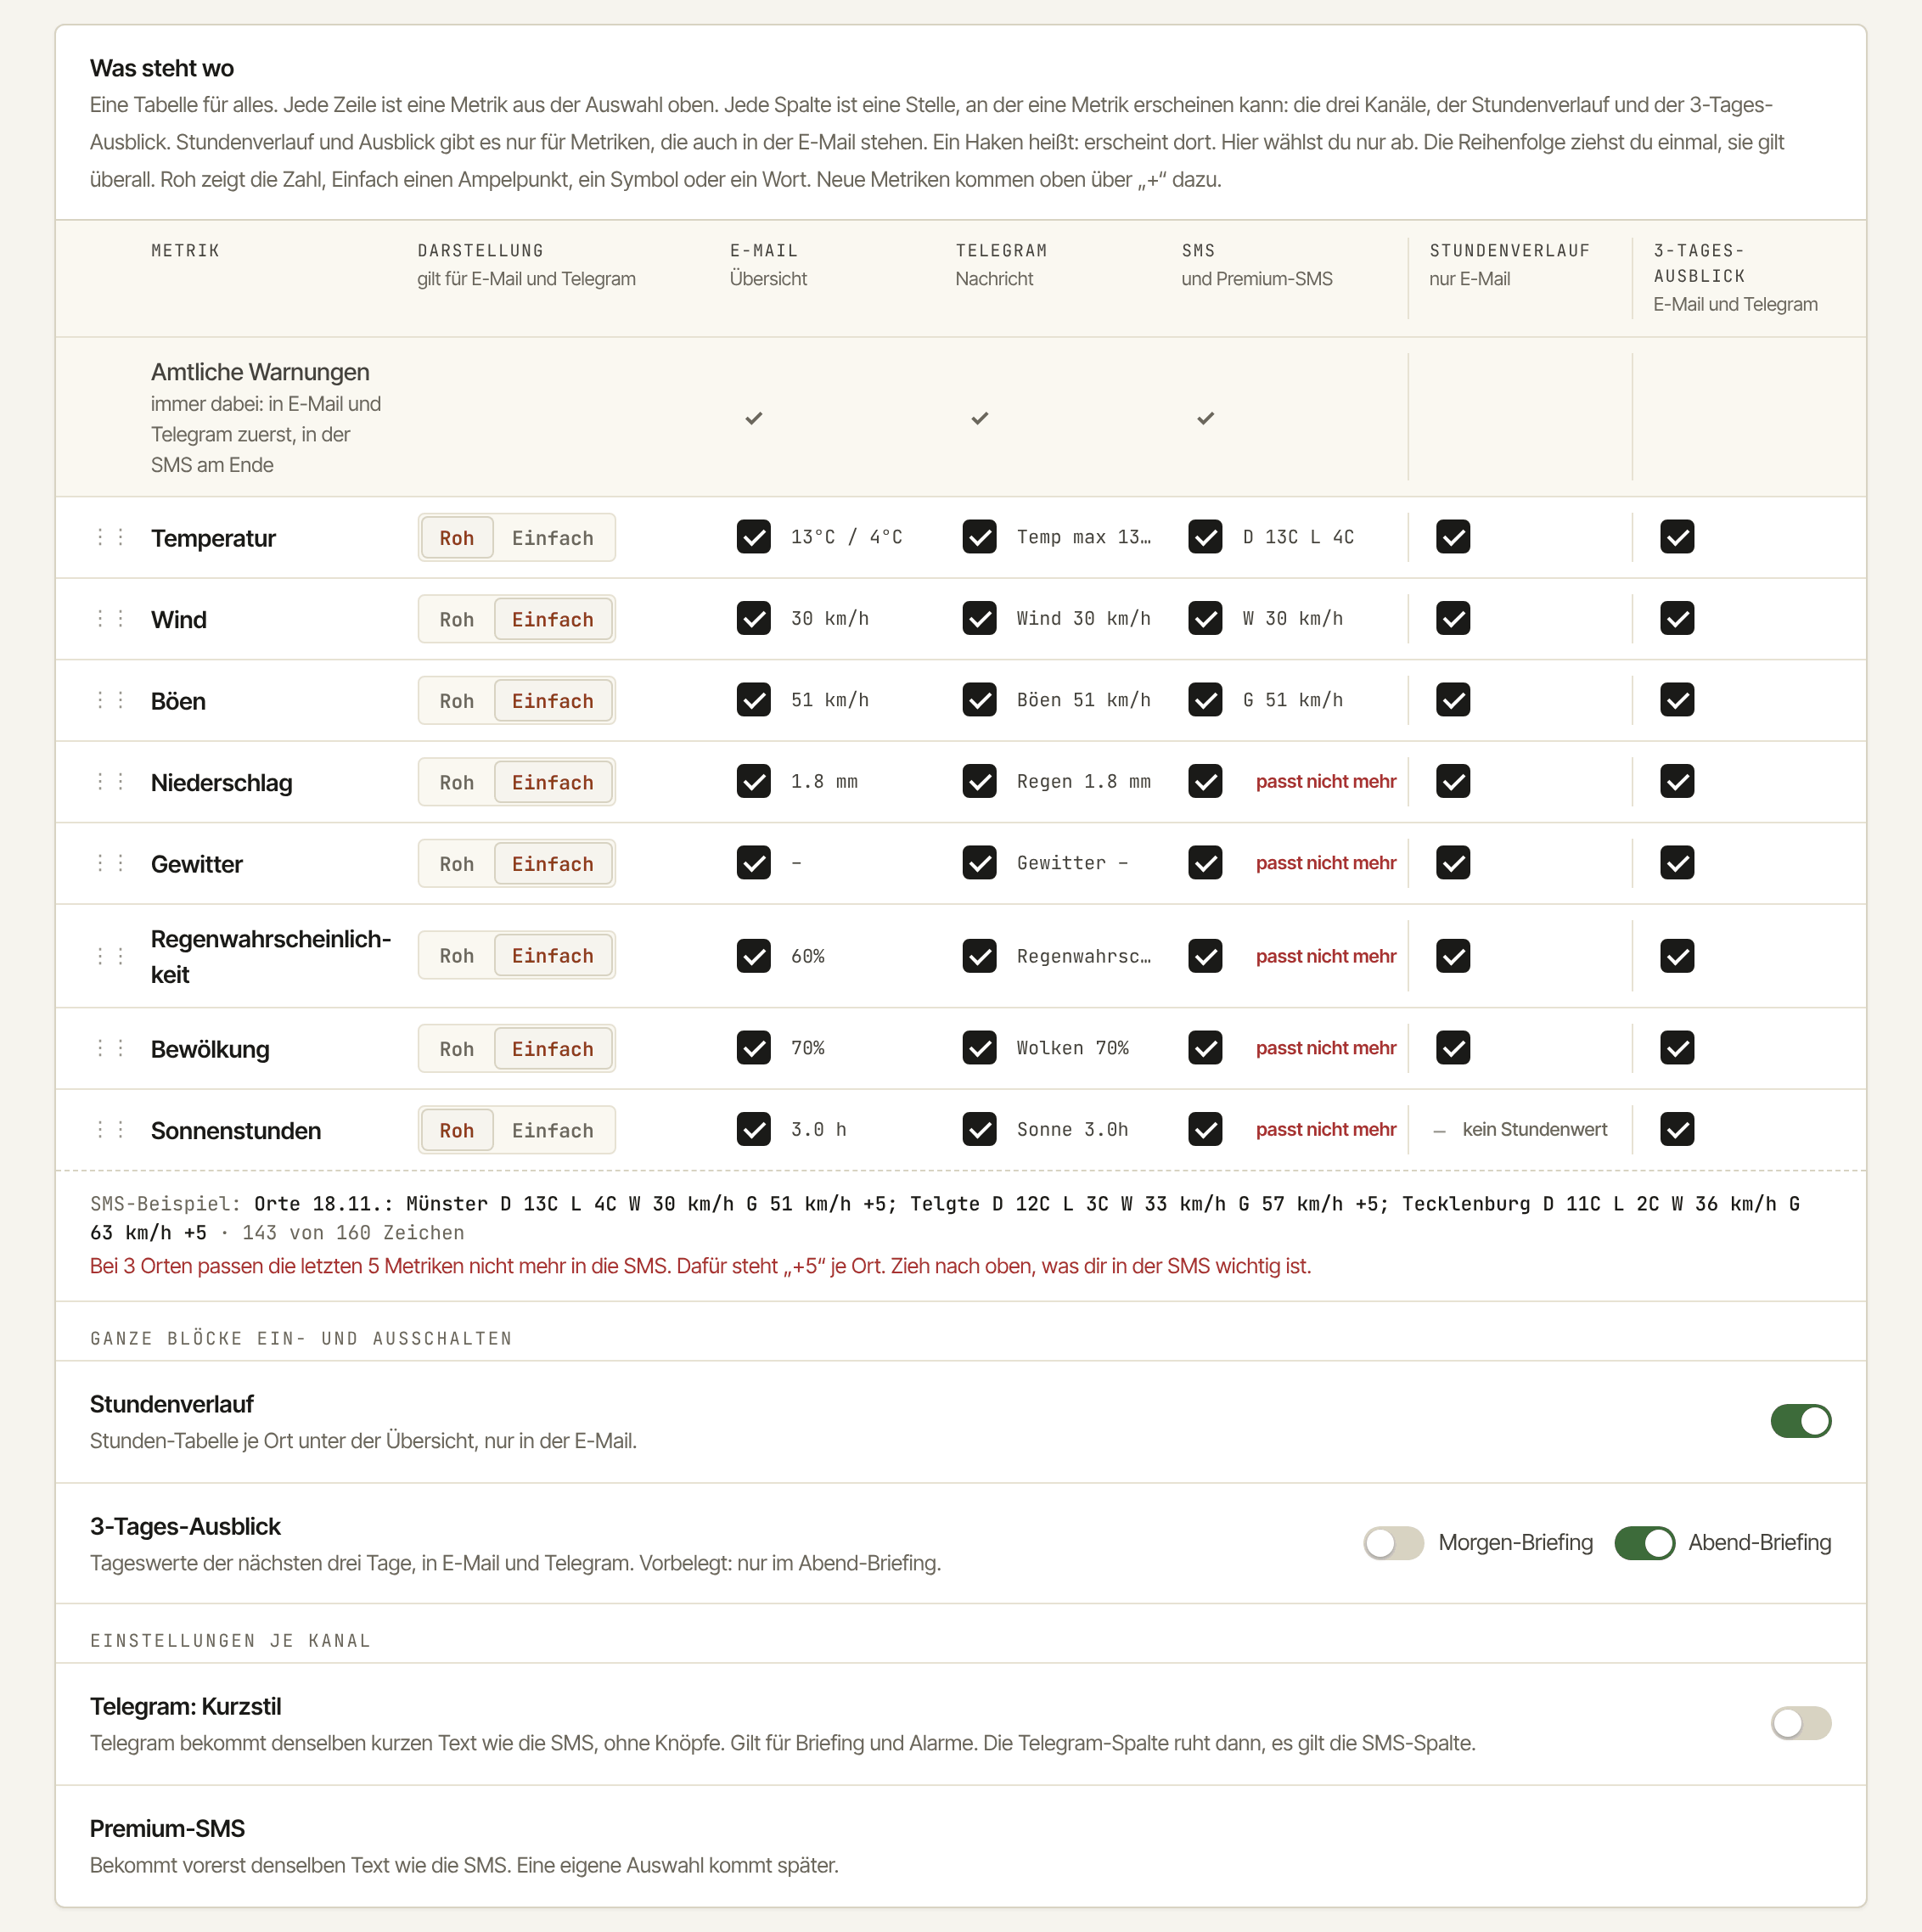 Was steht wo
Eine Tabelle für alles. Jede Zeile ist eine Metrik aus der Auswahl oben. Jede Spalte ist eine Stelle, an der eine Metrik erscheinen kann: die drei Kanäle, der Stundenverlauf und der 3-Tages-
Ausblick. Stundenverlauf und Ausblick gibt es nur für Metriken, die auch in der E-Mail stehen. Ein Haken heißt: erscheint dort. Hier wählst du nur ab. Die Reihenfolge ziehst du einmal, sie gilt
überall. Roh zeigt die Zahl, Einfach einen Ampelpunkt, ein Symbol oder ein Wort. Neue Metriken kommen oben über „+“ dazu.
METRIK DARSTELLUNG E-MAIL TELEGRAM SMS STUNDENVERLAUF 3-TAGES-
AUSBLICK
gilt für E-Mail und Telegram Übersicht Nachricht und Premium-SMS nur E-Mail E-Mail und Telegram
Amtliche Warnungen
immer dabei: in E-Mail und
Telegram zuerst, in der
SMS am Ende
Temperatur Roh Einfach 13°C / 4°C Temp max 13… D 13C L 4C
Wind Roh Einfach 30 km/h Wind 30 km/h W 30 km/h
Böen Roh Einfach 51 km/h Böen 51 km/h G 51 km/h
Niederschlag Roh Einfach 1.8 mm Regen 1.8 mm passt nicht mehr
Gewitter Roh Einfach – Gewitter – passt nicht mehr
Regenwahrscheinlich-
keit Roh Einfach 60% Regenwahrsc… passt nicht mehr
Bewölkung Roh Einfach 70% Wolken 70% passt nicht mehr
Sonnenstunden Roh Einfach 3.0 h Sonne 3.0h passt nicht mehr – kein Stundenwert
SMS-Beispiel: Orte 18.11.: Münster D 13C L 4C W 30 km/h G 51 km/h +5; Telgte D 12C L 3C W 33 km/h G 57 km/h +5; Tecklenburg D 11C L 2C W 36 km/h G
63 km/h +5 · 143 von 160 Zeichen
Bei 3 Orten passen die letzten 5 Metriken nicht mehr in die SMS. Dafür steht „+5“ je Ort. Zieh nach oben, was dir in der SMS wichtig ist.
GANZE BLÖCKE EIN- UND AUSSCHALTEN
Stundenverlauf
Stunden-Tabelle je Ort unter der Übersicht, nur in der E-Mail.
3-Tages-Ausblick
Tageswerte der nächsten drei Tage, in E-Mail und Telegram. Vorbelegt: nur im Abend-Briefing.
Morgen-Briefing Abend-Briefing
EINSTELLUNGEN JE KANAL
Telegram: Kurzstil
Telegram bekommt denselben kurzen Text wie die SMS, ohne Knöpfe. Gilt für Briefing und Alarme. Die Telegram-Spalte ruht dann, es gilt die SMS-Spalte.
Premium-SMS
Bekommt vorerst denselben Text wie die SMS. Eine eigene Auswahl kommt später.